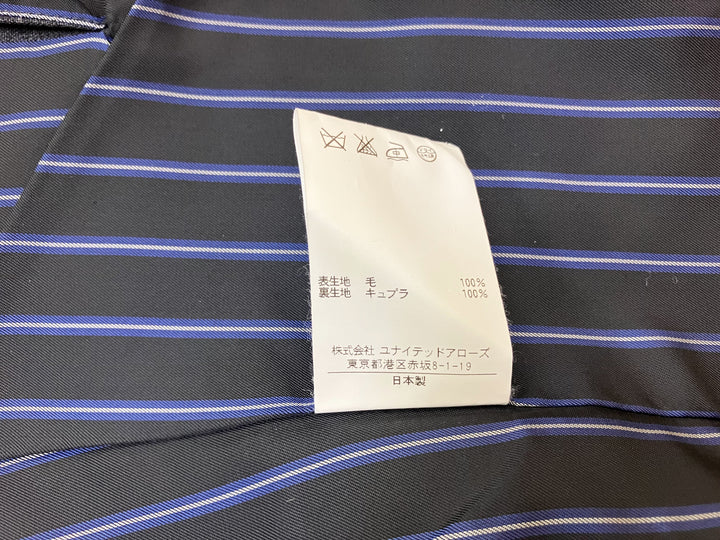 中
表生地 毛 100%
裏生地 キュプラ 100%
株式会社 ユナイテッドアローズ
東京都港区赤坂8-1-19
日本製